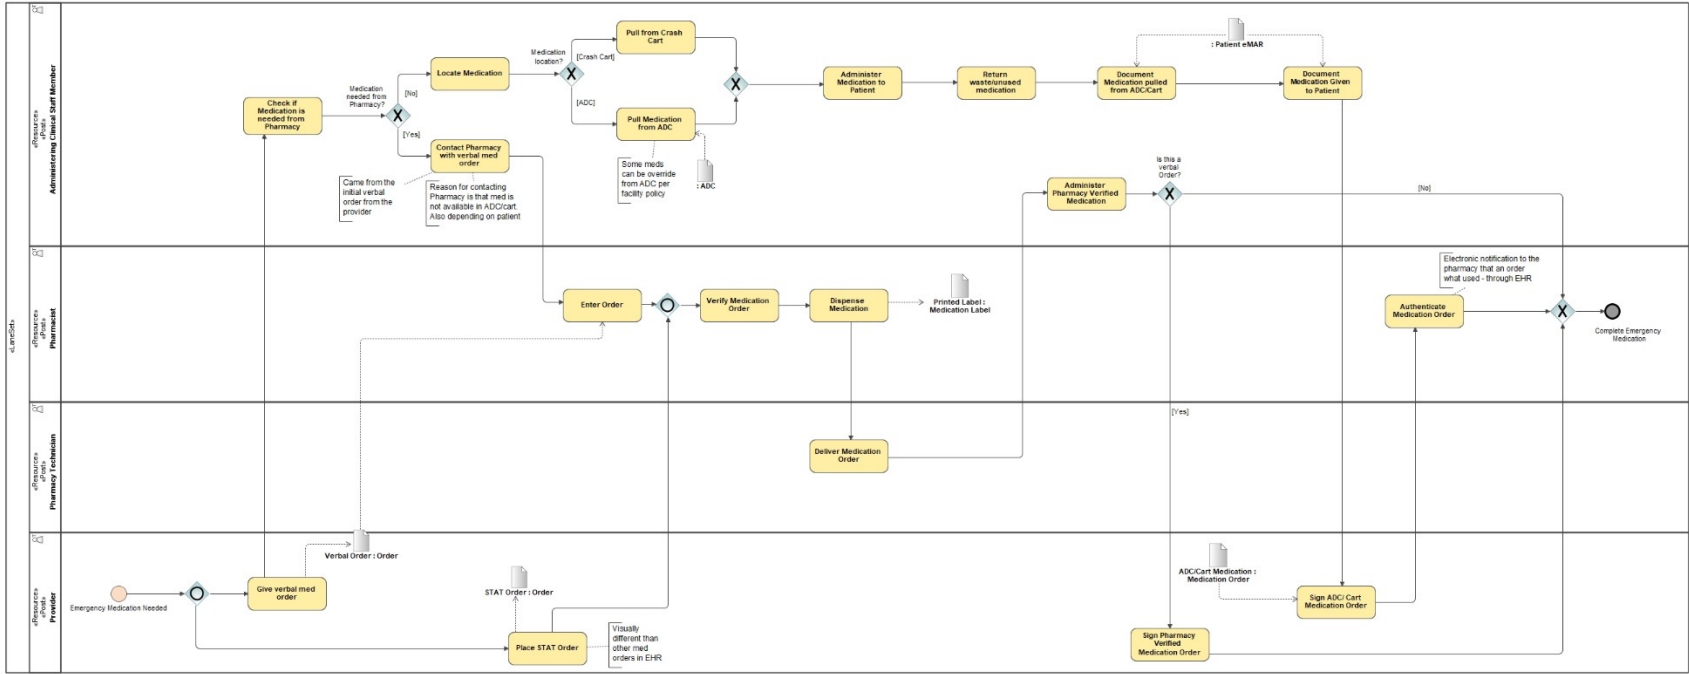 «LaneSet»
«Resource»
«Post»
Administering Clinical Staff Member
Check if
Medication is
needed from
Pharmacy
Medication
needed from
Pharmacy?
[No]
[Yes]
Locate Medication
Contact Pharmacy
with verbal med
order
Came from the
initial verbal
order from the
provider
Reason for contacting
Pharmacy is that med is
not available in ADC/cart.
Also depending on patient
Medication
location?
[Crash Cart]
[ADC]
Pull from Crash
Cart
Pull Medication
from ADC
Some meds
can be override
from ADC per
facility policy
: ADC
Administer
Medication to
Patient
Return
waste/unused
medication
Document
Medication pulled
from ADC/Cart
: Patient eMAR
Document
Medication Given
to Patient
Administer
Pharmacy Verified
Medication
Is this a
verbal
Order?
[No]
[Yes]
«Resource»
«Post»
Pharmacist
Enter Order
Verify Medication
Order
Dispense
Medication
Printed Label :
Medication Label
Electronic notification to the
pharmacy that an order
what used - through EHR
Authenticate
Medication Order
Complete Emergency
Medication
«Resource»
«Post»
Pharmacy Technician
Deliver Medication
Order
«Resource»
«Post»
Provider
Emergency Medication Needed
Give verbal med
order
Verbal Order : Order
STAT Order : Order
Place STAT Order
Visually
different than
other med
orders in EHR
Sign Pharmacy
Verified
Medication Order
ADC/Cart Medication :
Medication Order
Sign ADC/ Cart
Medication Order